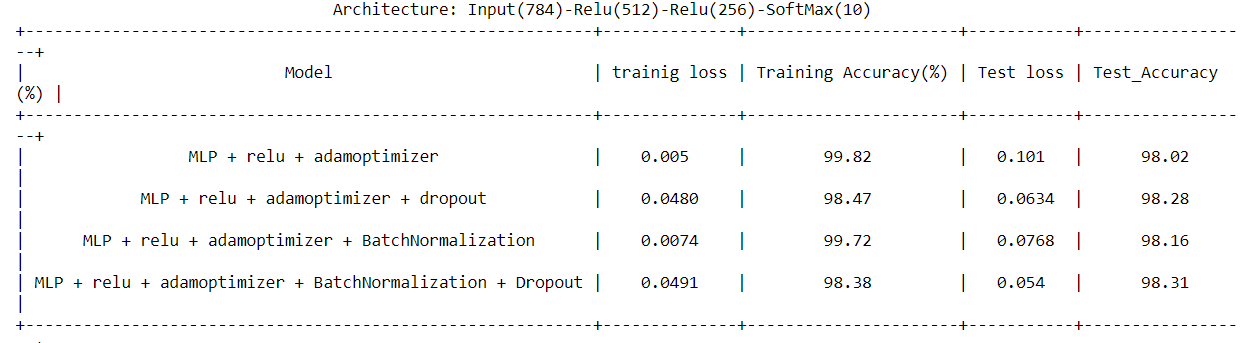 Architecture: Input(784)-Relu(512)-Relu(256)-SoftMax(10)
+-----------------------------------------------------------+--------------+----------------------+-----------+----------------
--+
|                           Model                           | trainig loss | Training Accuracy(%) | Test loss | Test_Accuracy
(%) |
+-----------------------------------------------------------+--------------+----------------------+-----------+----------------
--+
|                 MLP + relu + adamoptimizer                |    0.005     |        99.82         |   0.101   |     98.02
|
|            MLP + relu + adamoptimizer + dropout           |    0.0480    |        98.47         |   0.0634  |     98.28
|
|      MLP + relu + adamoptimizer + BatchNormalization      |    0.0074    |        99.72         |   0.0768  |     98.16
|
| MLP + relu + adamoptimizer + BatchNormalization + Dropout |    0.0491    |        98.38         |   0.054   |     98.31
|
+-----------------------------------------------------------+--------------+----------------------+-----------+----------------